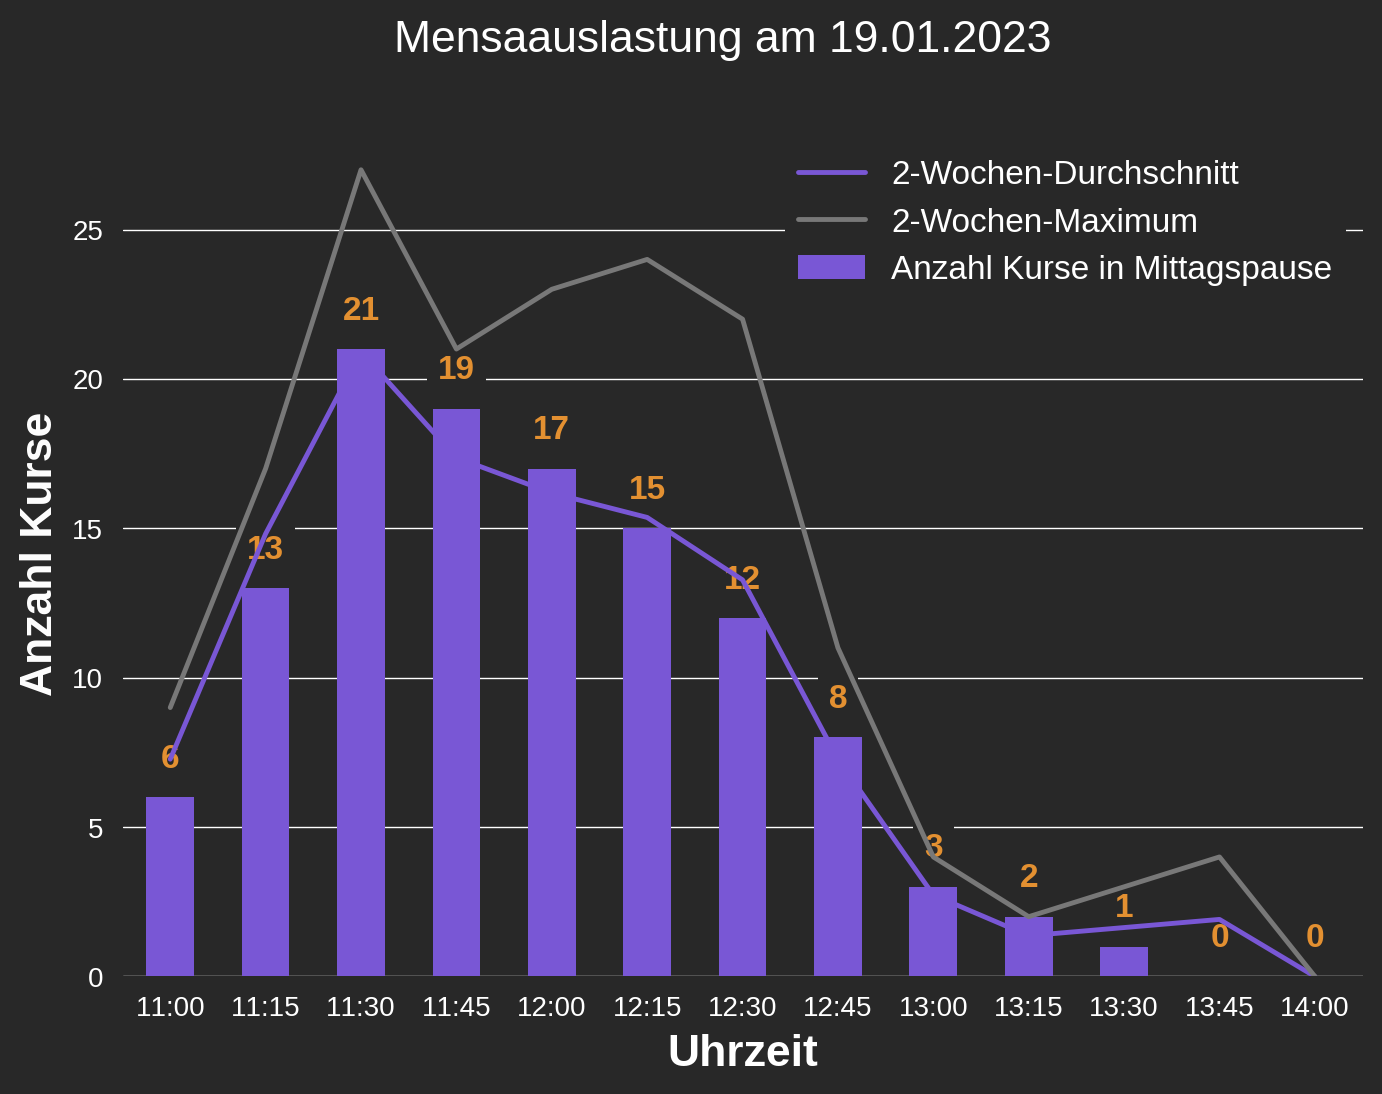 Mensaauslastung am 19.01.2023
2-Wochen-Durchschnitt
2-Wochen-Maximum
Anzahl Kurse in Mittagspause
Anzahl Kurse
25
20
15
10
5
0
6
13
21
19
17
15
12
8
3
2
1
0
0
11:00 11:15 11:30 11:45 12:00 12:15 12:30 12:45 13:00 13:15 13:30 13:45 14:00
Uhrzeit